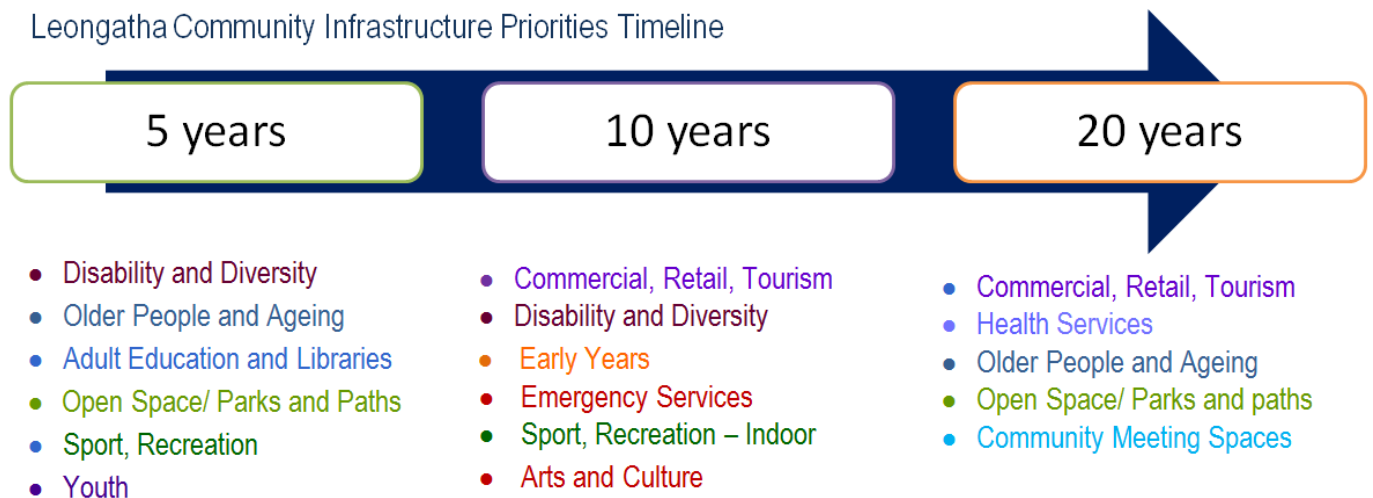 Leongatha Community Infrastructure Priorities Timeline
5 years
10 years
20 years
● Disability and Diversity
● Older People and Ageing
● Adult Education and Libraries
● Open Space/ Parks and Paths
● Sport, Recreation
● Youth
● Commercial, Retail, Tourism
● Disability and Diversity
● Early Years
● Emergency Services
● Sport, Recreation – Indoor
● Arts and Culture
● Commercial, Retail, Tourism
● Health Services
● Older People and Ageing
● Open Space/ Parks and paths
● Community Meeting Spaces